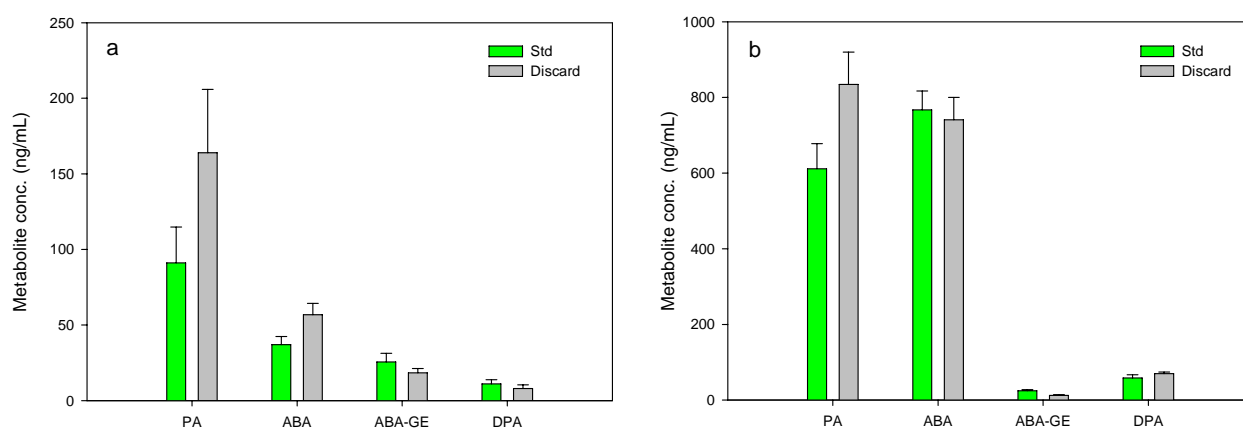 a
Metabolite conc. (ng/mL)
250
200
150
100
50
0
Std
Discard
PA ABA ABA-GE DPA
b
Metabolite conc. (ng/mL)
1000
800
600
400
200
0
Std
Discard
PA ABA ABA-GE DPA